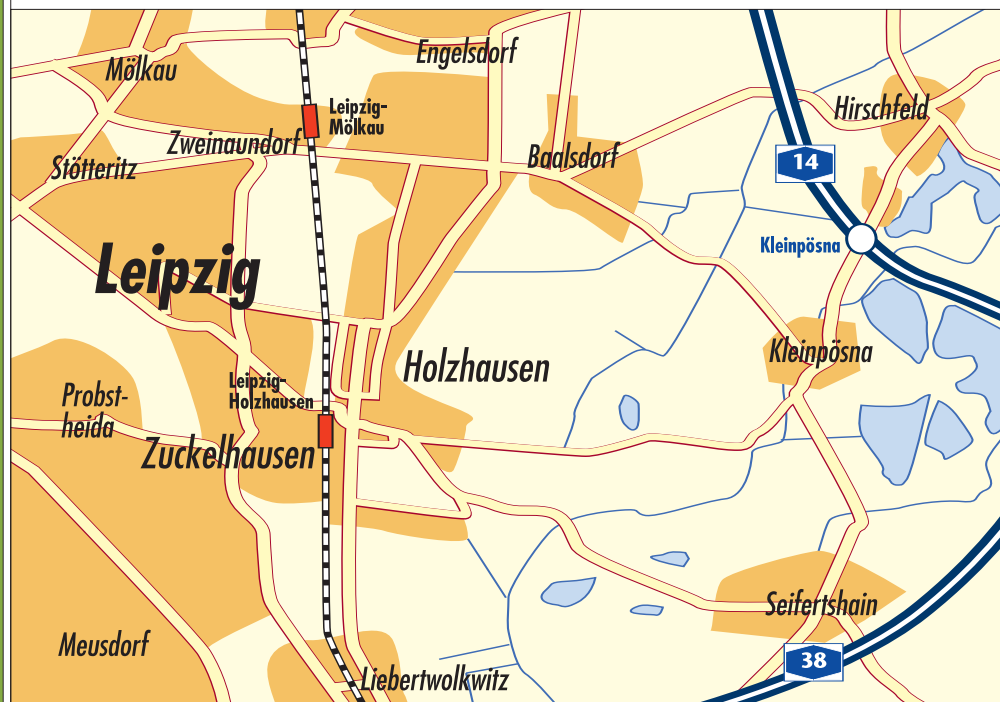 Engelsdorf
Mölkau
Leipzig-
Mölkau
Hirschfeld
Zweinaundorf
Baalsdorf
Stötteritz
14
Kleinpösna
Leipzig
Kleinpösna
Holzhausen
Leipzig-
Holzhausen
Probst-
heida
Zuckelhausen
Seifertshain
Meusdorf
38
Liebertwolkwitz